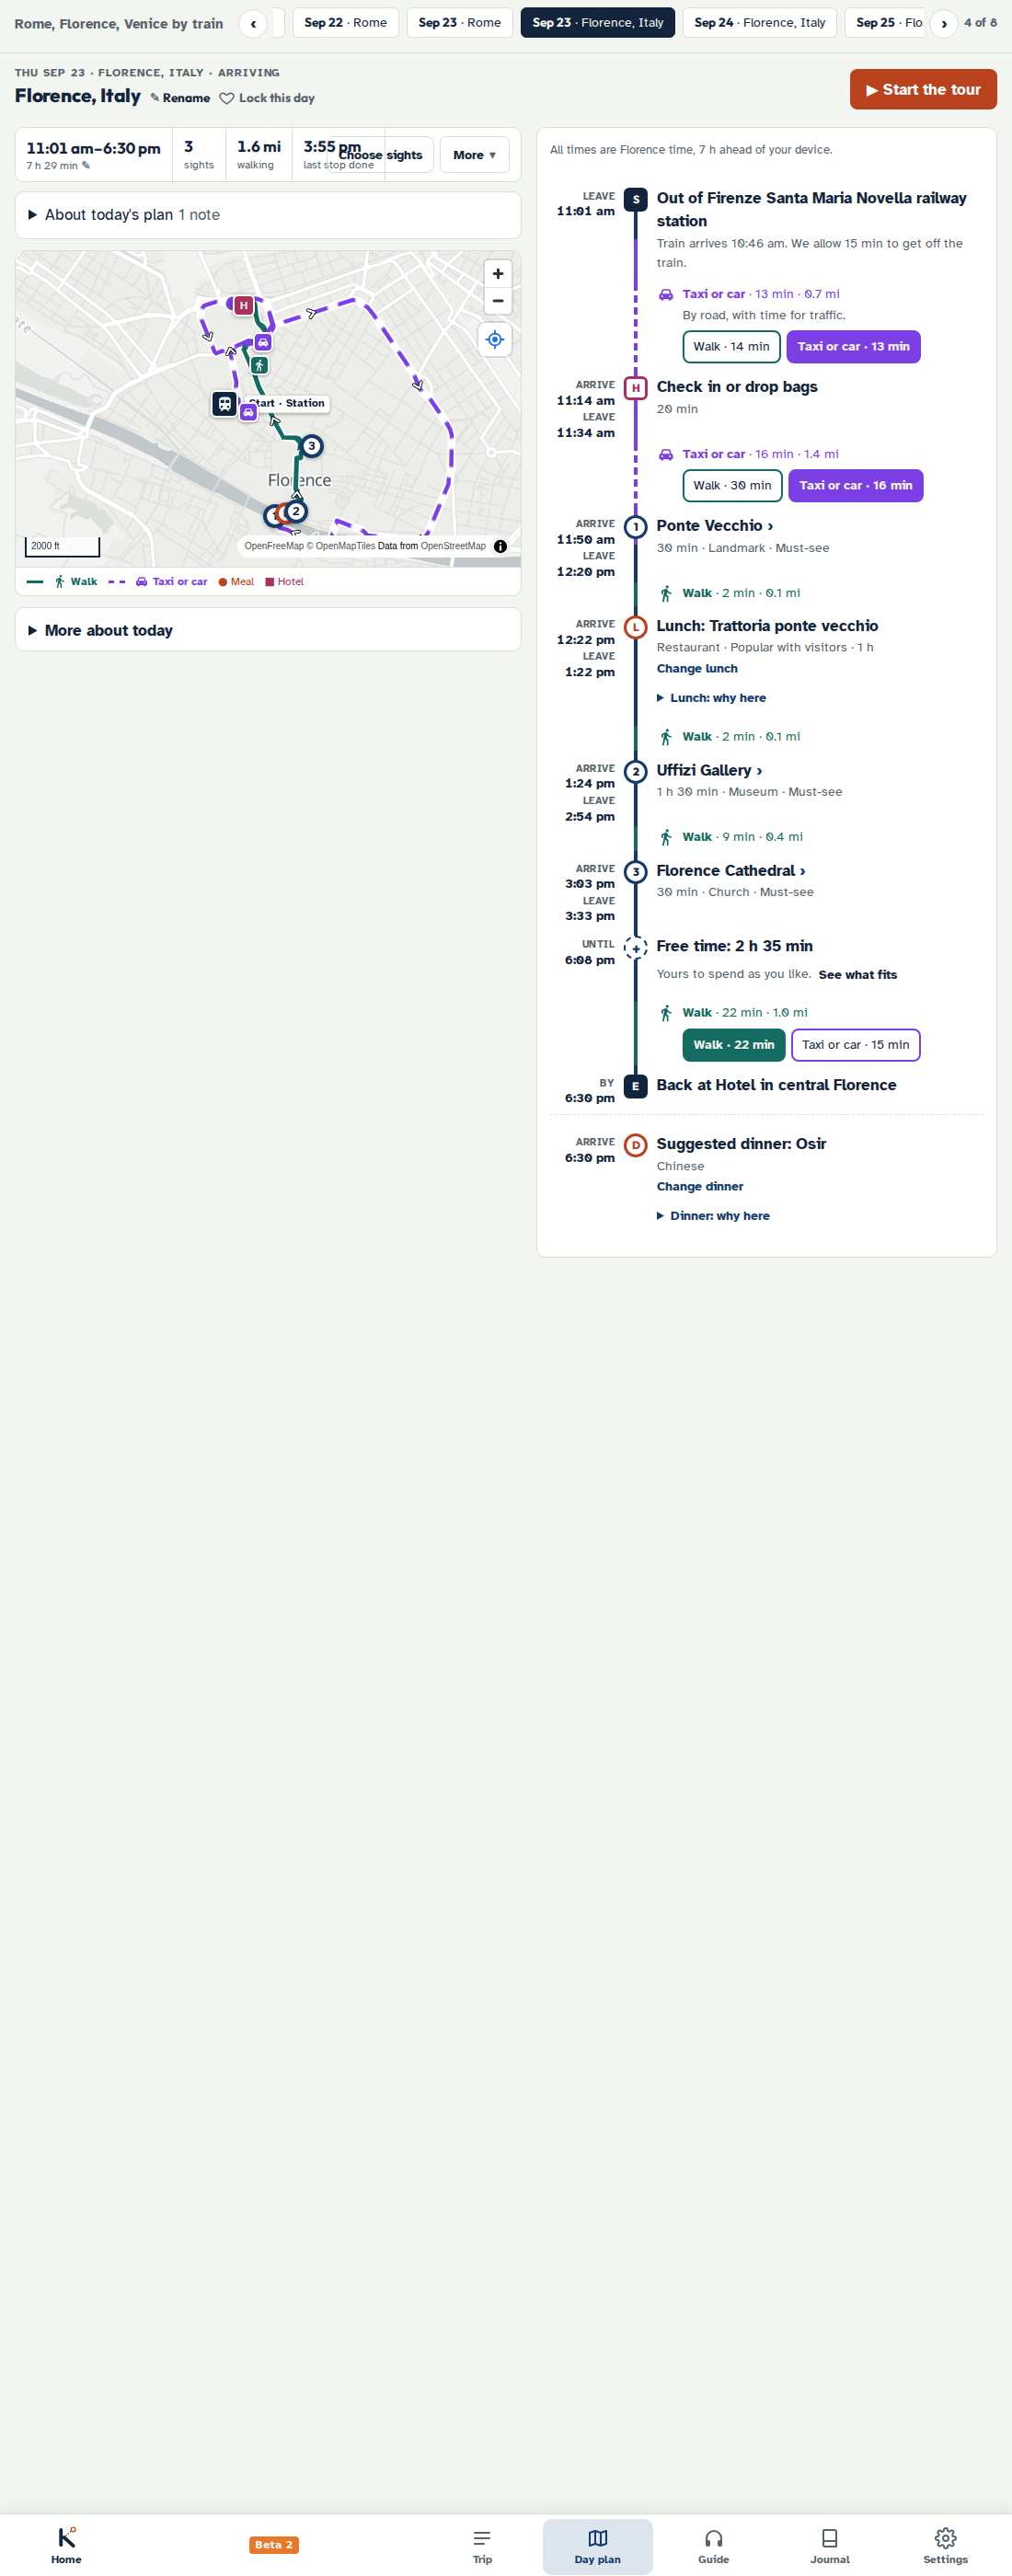 Rome, Florence, Venice by train
‹
Sep 22 · Rome
Sep 23 · Rome
Sep 23 · Florence, Italy
Sep 24 · Florence, Italy
Sep 25 · Flo
›
4 of 8
THU SEP 23 · FLORENCE, ITALY · ARRIVING
Florence, Italy ✎ Rename Lock this day
▶ Start the tour
11:01 am–6:30 pm
7 h 29 min ✎
3
sights
1.6 mi
walking
3:55 pm
last stop done
Choose sights
More ▾
▶ About today's plan 1 note
H
Start · Station
3
Florence
2
+
−
2000 ft
OpenFreeMap © OpenMapTiles Data from OpenStreetMap
Walk Taxi or car Meal Hotel
▶ More about today
All times are Florence time, 7 h ahead of your device.
LEAVE
11:01 am
S
Out of Firenze Santa Maria Novella railway
station
Train arrives 10:46 am. We allow 15 min to get off the
train.
Taxi or car · 13 min · 0.7 mi
By road, with time for traffic.
Walk · 14 min
Taxi or car · 13 min
ARRIVE
11:14 am
LEAVE
11:34 am
H
Check in or drop bags
20 min
Taxi or car · 16 min · 1.4 mi
Walk · 30 min
Taxi or car · 16 min
ARRIVE
11:50 am
LEAVE
12:20 pm
1
Ponte Vecchio ›
30 min · Landmark · Must-see
Walk · 2 min · 0.1 mi
ARRIVE
12:22 pm
LEAVE
1:22 pm
L
Lunch: Trattoria ponte vecchio
Restaurant · Popular with visitors · 1 h
Change lunch
▶ Lunch: why here
Walk · 2 min · 0.1 mi
ARRIVE
1:24 pm
LEAVE
2:54 pm
2
Uffizi Gallery ›
1 h 30 min · Museum · Must-see
Walk · 9 min · 0.4 mi
ARRIVE
3:03 pm
LEAVE
3:33 pm
3
Florence Cathedral ›
30 min · Church · Must-see
UNTIL
6:08 pm
+
Free time: 2 h 35 min
Yours to spend as you like. See what fits
Walk · 22 min · 1.0 mi
Walk · 22 min
Taxi or car · 15 min
BY
6:30 pm
E
Back at Hotel in central Florence
ARRIVE
6:30 pm
D
Suggested dinner: Osir
Chinese
Change dinner
▶ Dinner: why here
Home
Beta 2
Trip
Day plan
Guide
Journal
Settings